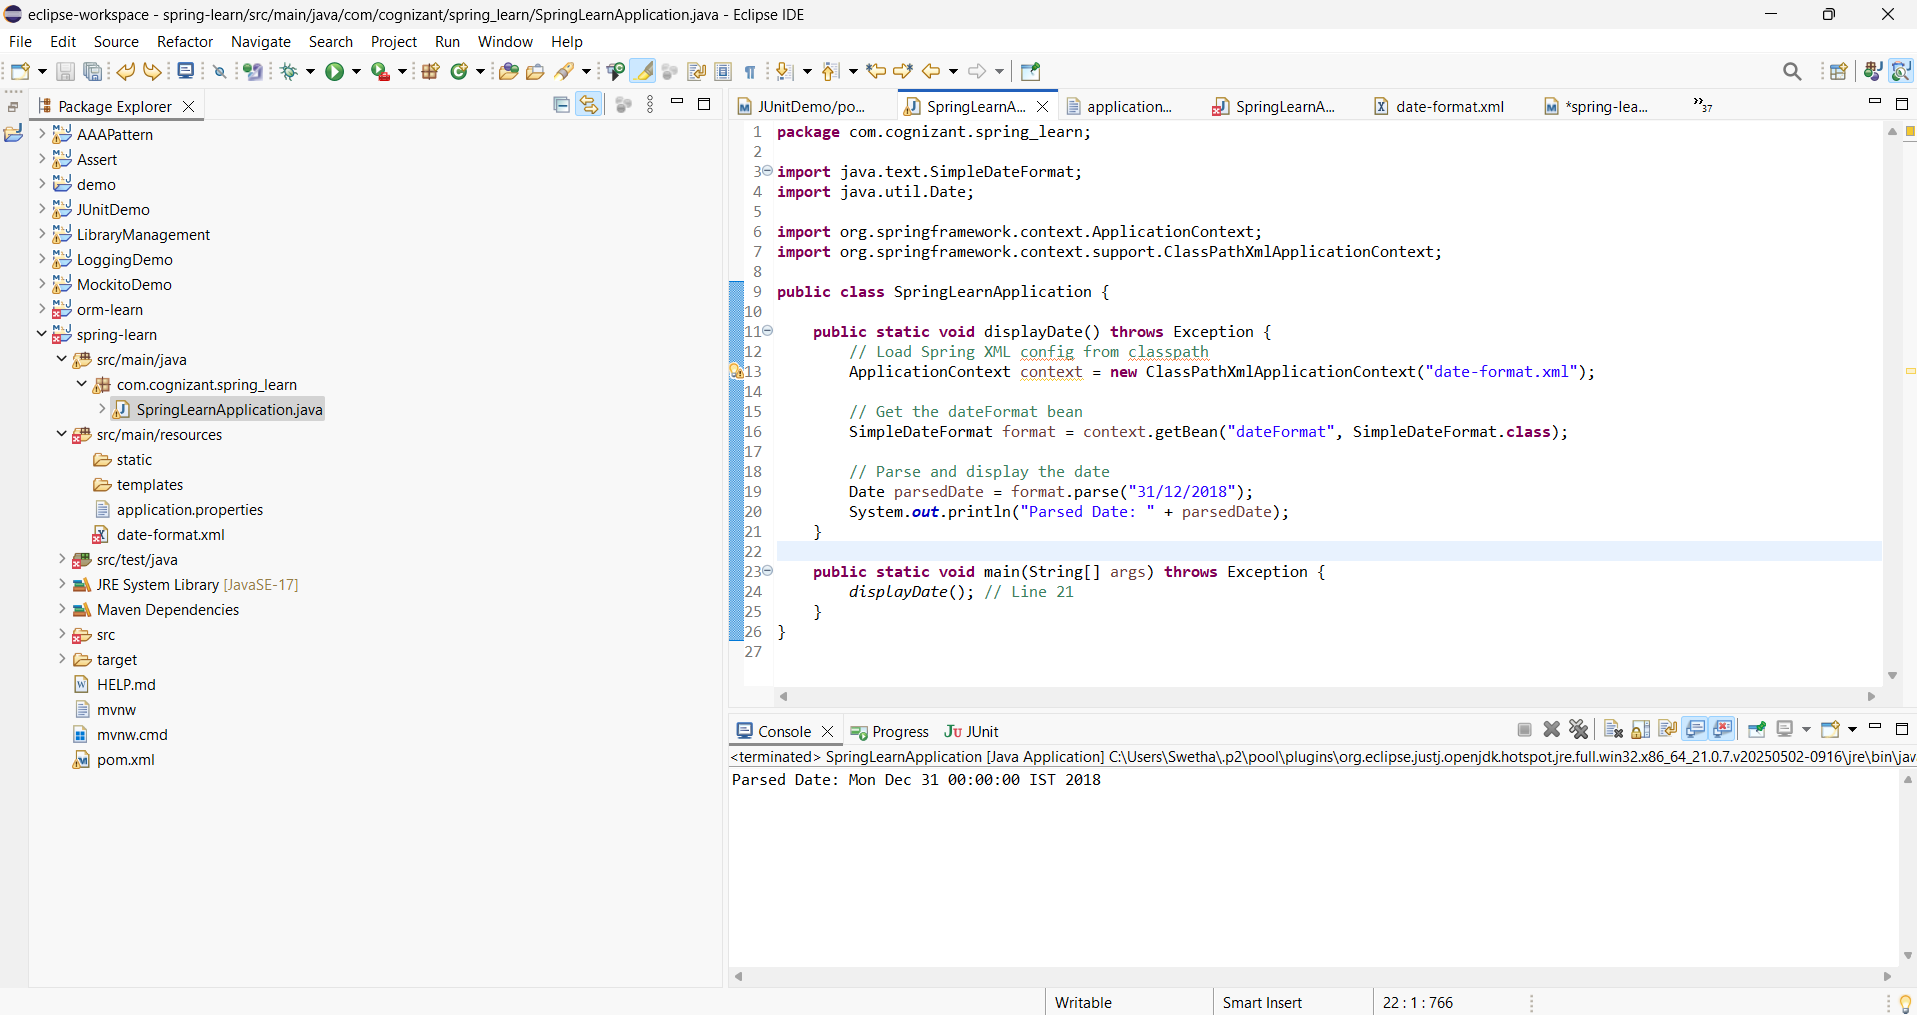 eclipse-workspace - spring-learn/src/main/java/com/cognizant/spring_learn/SpringLearnApplication.java - Eclipse IDE
File Edit Source Refactor Navigate Search Project Run Window Help
Package Explorer
AAAPattern
Assert
demo
JUnitDemo
LibraryManagement
LoggingDemo
MockitoDemo
orm-learn
spring-learn
src/main/java
com.cognizant.spring_learn
SpringLearnApplication.java
src/main/resources
static
templates
application.properties
date-format.xml
src/test/java
JRE System Library [JavaSE-17]
Maven Dependencies
src
target
HELP.md
mvnw
mvnw.cmd
pom.xml
JUnitDemo/po... SpringLearnA... application... SpringLearnA... date-format.xml *spring-lea... »37
1 package com.cognizant.spring_learn;
2
3 import java.text.SimpleDateFormat;
4 import java.util.Date;
5
6 import org.springframework.context.ApplicationContext;
7 import org.springframework.context.support.ClassPathXmlApplicationContext;
8
9 public class SpringLearnApplication {
10
11 public static void displayDate() throws Exception {
12 // Load Spring XML config from classpath
13 ApplicationContext context = new ClassPathXmlApplicationContext("date-format.xml");
14
15 // Get the dateFormat bean
16 SimpleDateFormat format = context.getBean("dateFormat", SimpleDateFormat.class);
17
18 // Parse and display the date
19 Date parsedDate = format.parse("31/12/2018");
20 System.out.println("Parsed Date: " + parsedDate);
21 }
22
23 public static void main(String[] args) throws Exception {
24 displayDate(); // Line 21
25 }
26 }
27
Console Progress JUnit
<terminated> SpringLearnApplication [Java Application] C:\Users\Swetha\.p2\pool\plugins\org.eclipse.justj.openjdk.hotspot.jre.full.win32.x86_64_21.0.7.v20250502-0916\jre\bin\jav
Parsed Date: Mon Dec 31 00:00:00 IST 2018
Writable Smart Insert 22 : 1 : 766